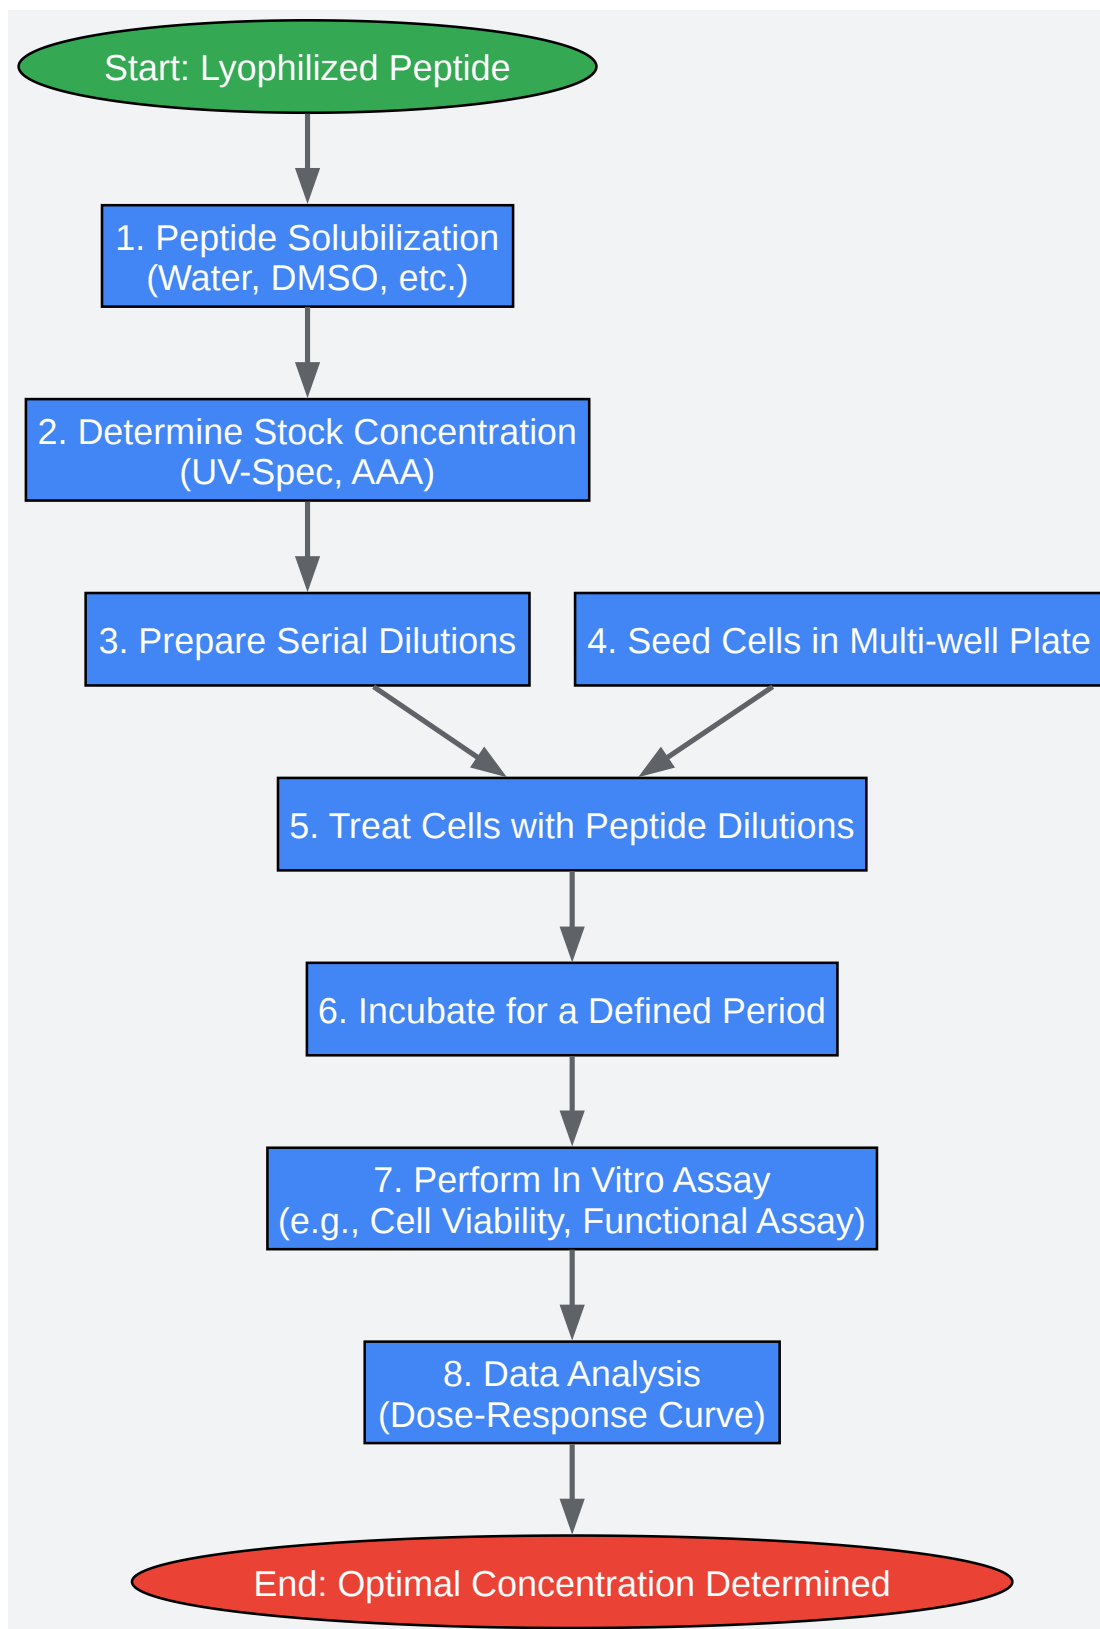 Start: Lyophilized Peptide
1. Peptide Solubilization
(Water, DMSO, etc.)
2. Determine Stock Concentration
(UV-Spec, AAA)
3. Prepare Serial Dilutions
4. Seed Cells in Multi-well Plate
5. Treat Cells with Peptide Dilutions
6. Incubate for a Defined Period
7. Perform In Vitro Assay
(e.g., Cell Viability, Functional Assay)
8. Data Analysis
(Dose-Response Curve)
End: Optimal Concentration Determined